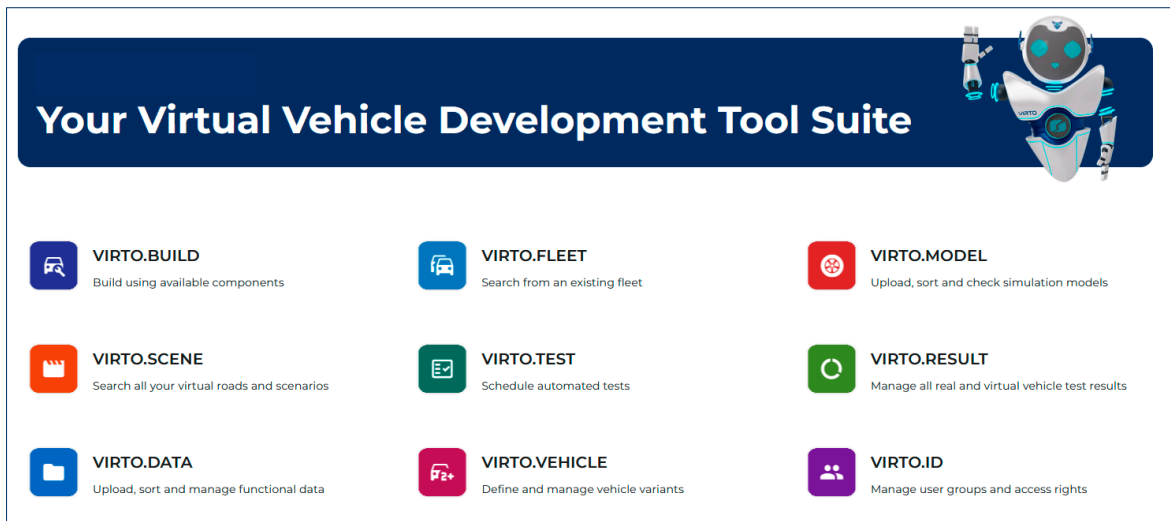 Your Virtual Vehicle Development Tool Suite
VIRTO
VIRTO.BUILD
Build using available components
VIRTO.FLEET
Search from an existing fleet
VIRTO.MODEL
Upload, sort and check simulation models
VIRTO.SCENE
Search all your virtual roads and scenarios
VIRTO.TEST
Schedule automated tests
VIRTO.RESULT
Manage all real and virtual vehicle test results
VIRTO.DATA
Upload, sort and manage functional data
2+
VIRTO.VEHICLE
Define and manage vehicle variants
VIRTO.ID
Manage user groups and access rights